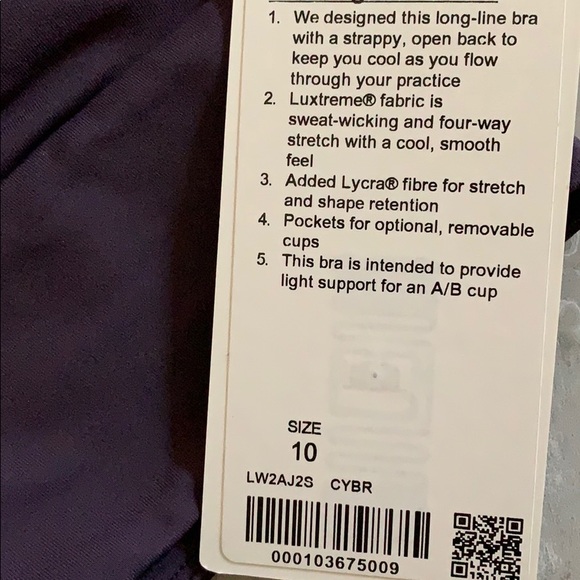 1. We designed this long-line bra
with a strappy, open back to
keep you cool as you flow
through your practice
2. Luxtreme® fabric is
sweat-wicking and four-way
stretch with a cool, smooth
feel
3. Added Lycra® fibre for stretch
and shape retention
4. Pockets for optional, removable
cups
5. This bra is intended to provide
light support for an A/B cup
SIZE
10
LW2AJ2S CYBR
000103675009